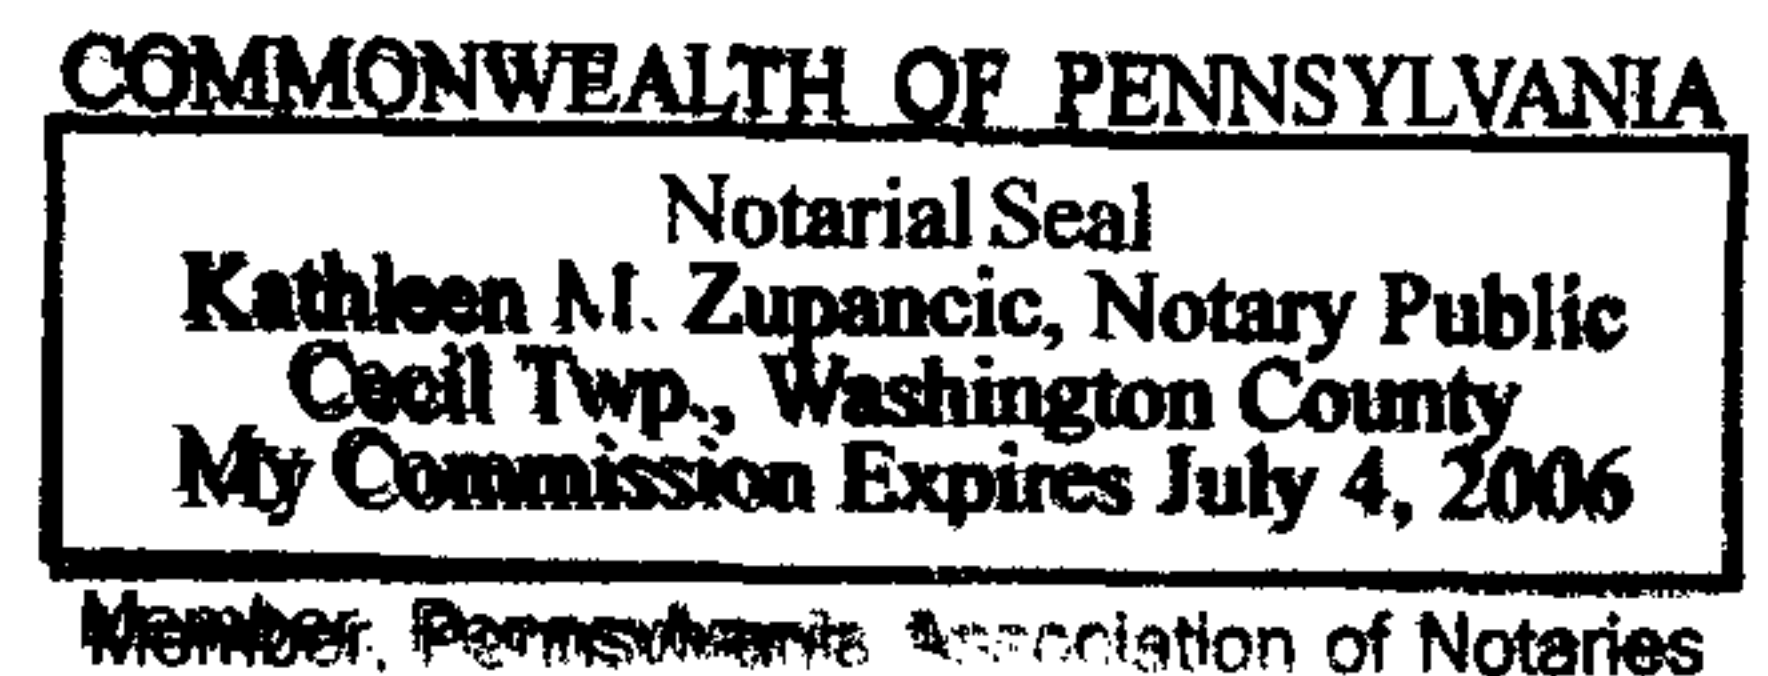 COMMONWEALTH OF PENNSYLVANIA
Notarial Seal
Kathleen M. Zupancic, Notary Public
Cecil Twp., Washington County
My Commission Expires July 4, 2006
Member, Pennsylvania Association of Notaries